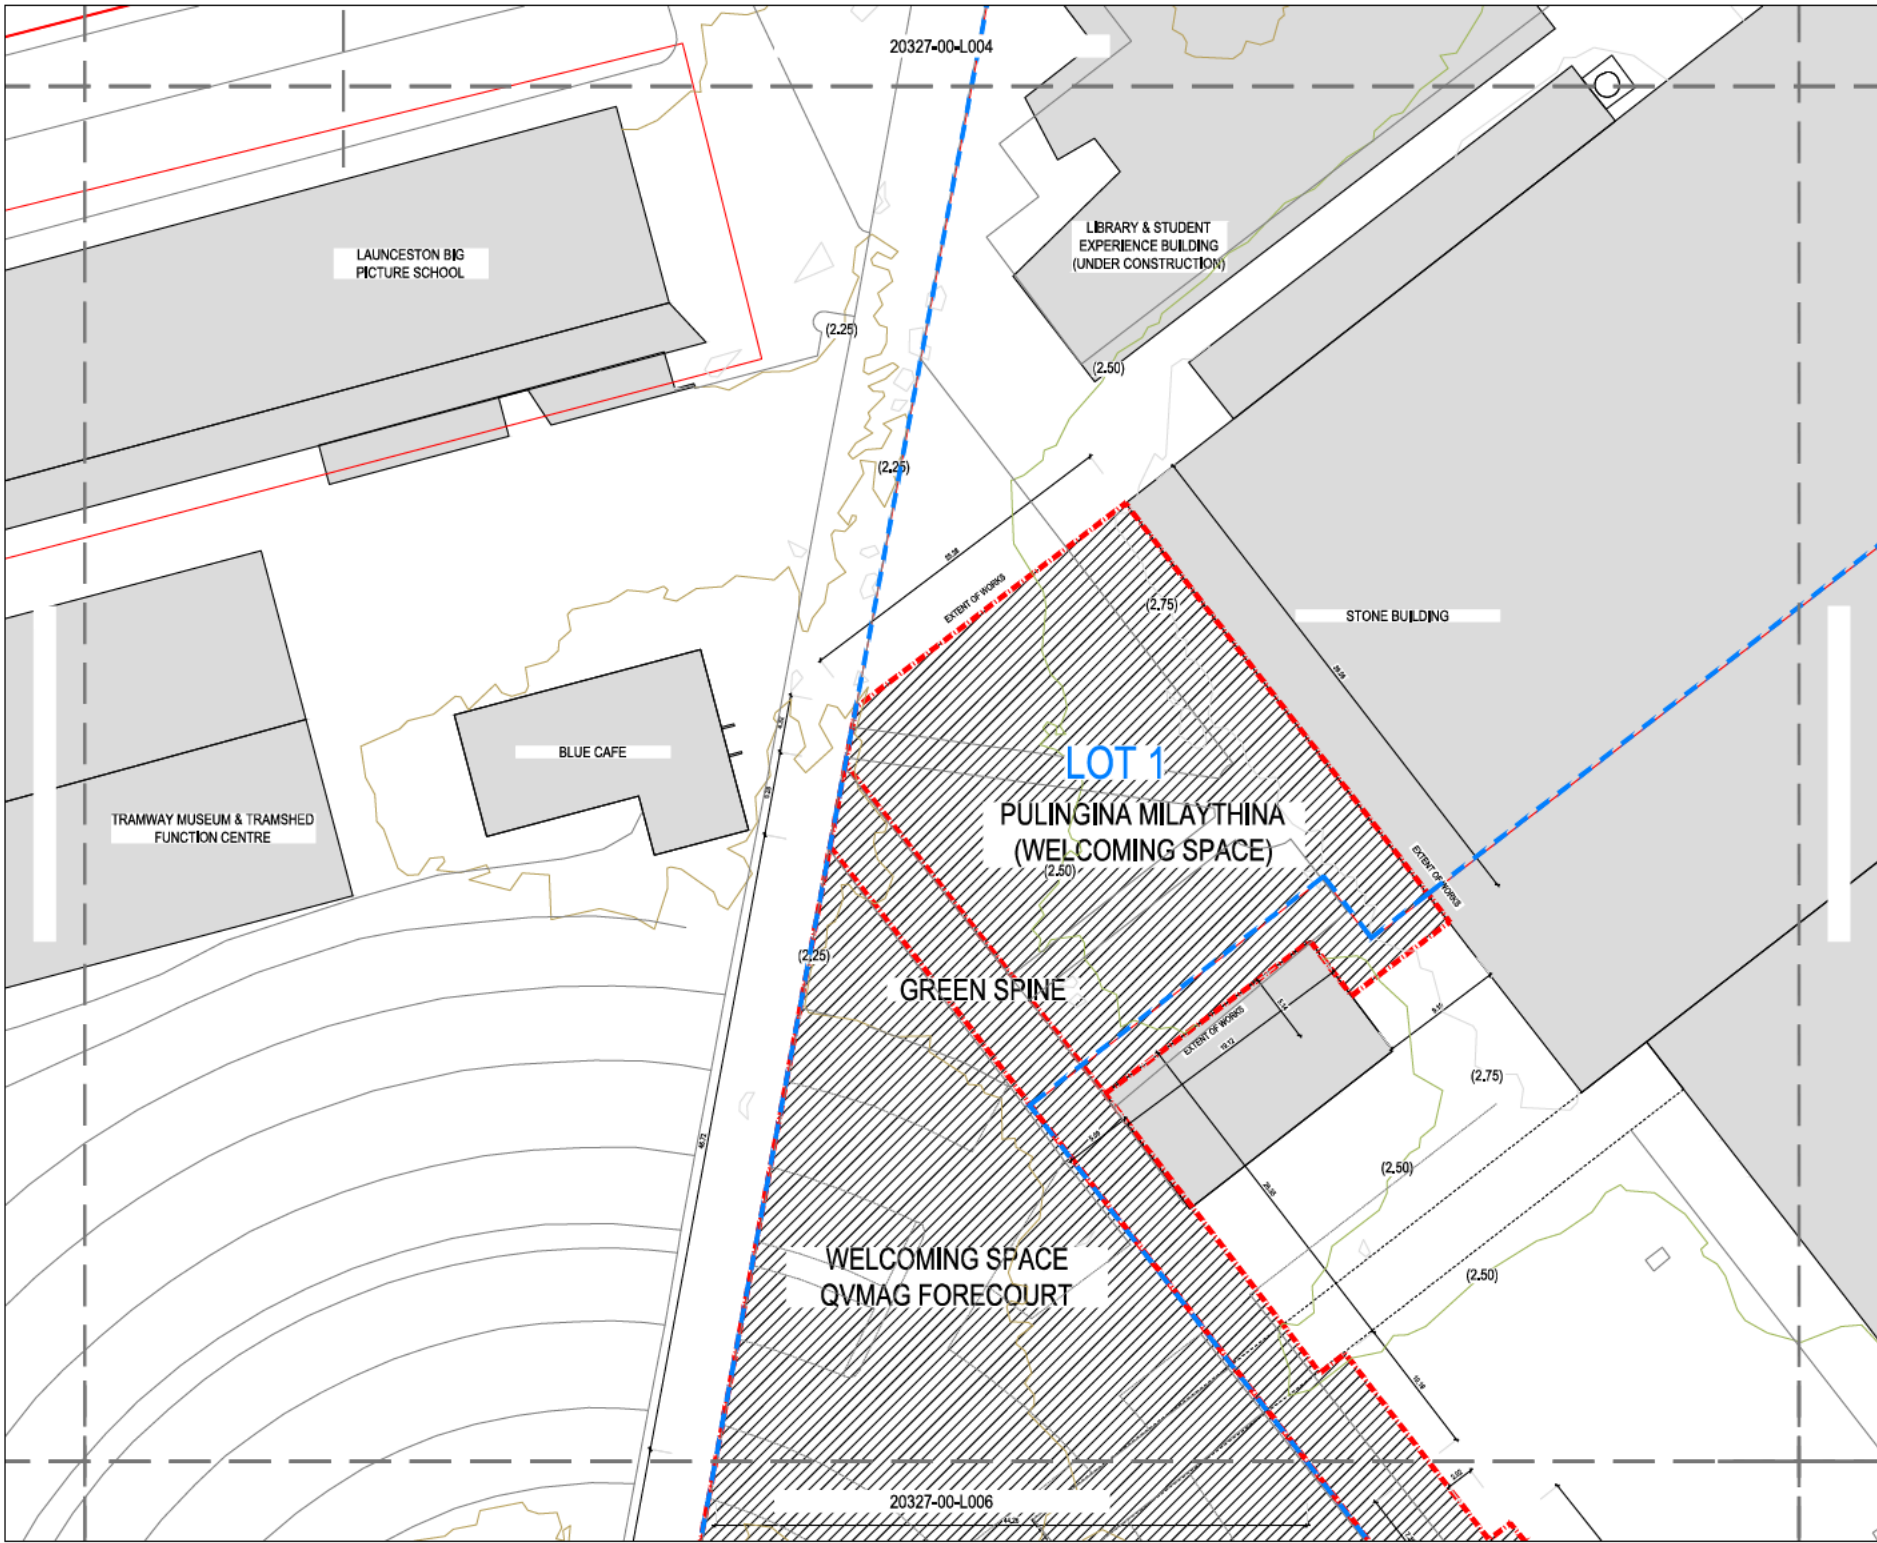 20327-00-L004
LAUNCESTON BIG
PICTURE SCHOOL
LIBRARY & STUDENT
EXPERIENCE BUILDING
(UNDER CONSTRUCTION)
(2.25)
(2.50)
(2.25)
EXTENT OF WORKS
(2.75)
STONE BUILDING
BLUE CAFE
LOT 1
PULINGINA MILAYTHINA
(WELCOMING SPACE)
(2.50)
TRAMWAY MUSEUM & TRAMSHED
FUNCTION CENTRE
EXTENT OF WORKS
(2.25)
GREEN SPINE
EXTENT OF WORKS
19.12
(2.75)
(2.50)
WELCOMING SPACE
QVMAG FORECOURT
(2.50)
20327-00-L006